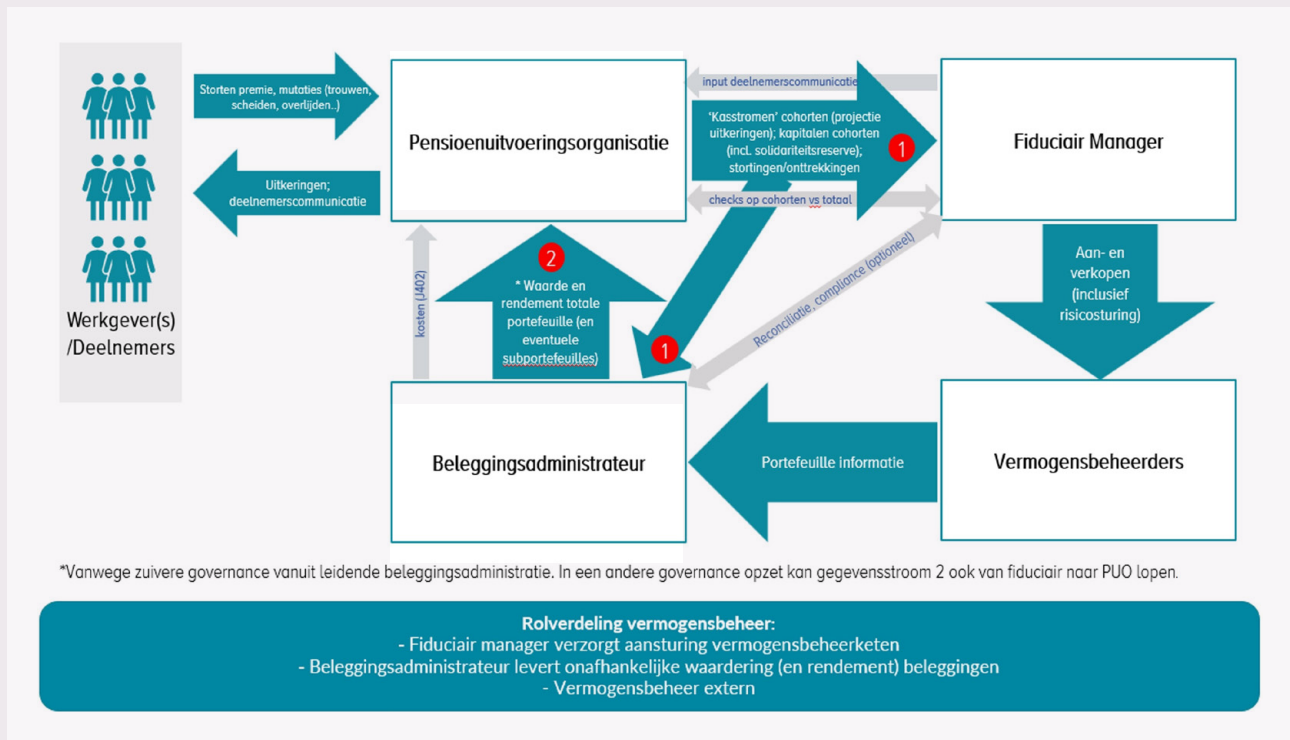 Storten premie, mutaties (trouwen,
scheiden, overlijden..)
Uitkeringen;
deelnemerscommunicatie
Werkgever(s)
/Deelnemers
Pensioenuitvoeringsorganisatie
input deelnemerscommunicatie
'Kasstromen' cohorten (projectie
uitkeringen); kapitalen cohorten
(incl. solidariteitsreserve);
stortingen/onttrekkingen
1
checks op cohorten vs totaal
Fiduciair Manager
kosten (J402)
2
* Waarde en
rendement totale
portefeuille (en
eventuele
subportefeuilles)
1
Reconciliatie, compliance (optioneel)
Aan- en
verkopen
(inclusief
risicosturing)
Beleggingsadministrateur
Portefeuille informatie
Vermogensbeheerders
*Vanwege zuivere governance vanuit leidende beleggingsadministratie. In een andere governance opzet kan gegevensstroom 2 ook van fiduciair naar PUO lopen.
Rolverdeling vermogensbeheer:
- Fiduciair manager verzorgt aansturing vermogensbeheerketen
- Beleggingsadministrateur levert onafhankelijke waardering (en rendement) beleggingen
- Vermogensbeheer extern